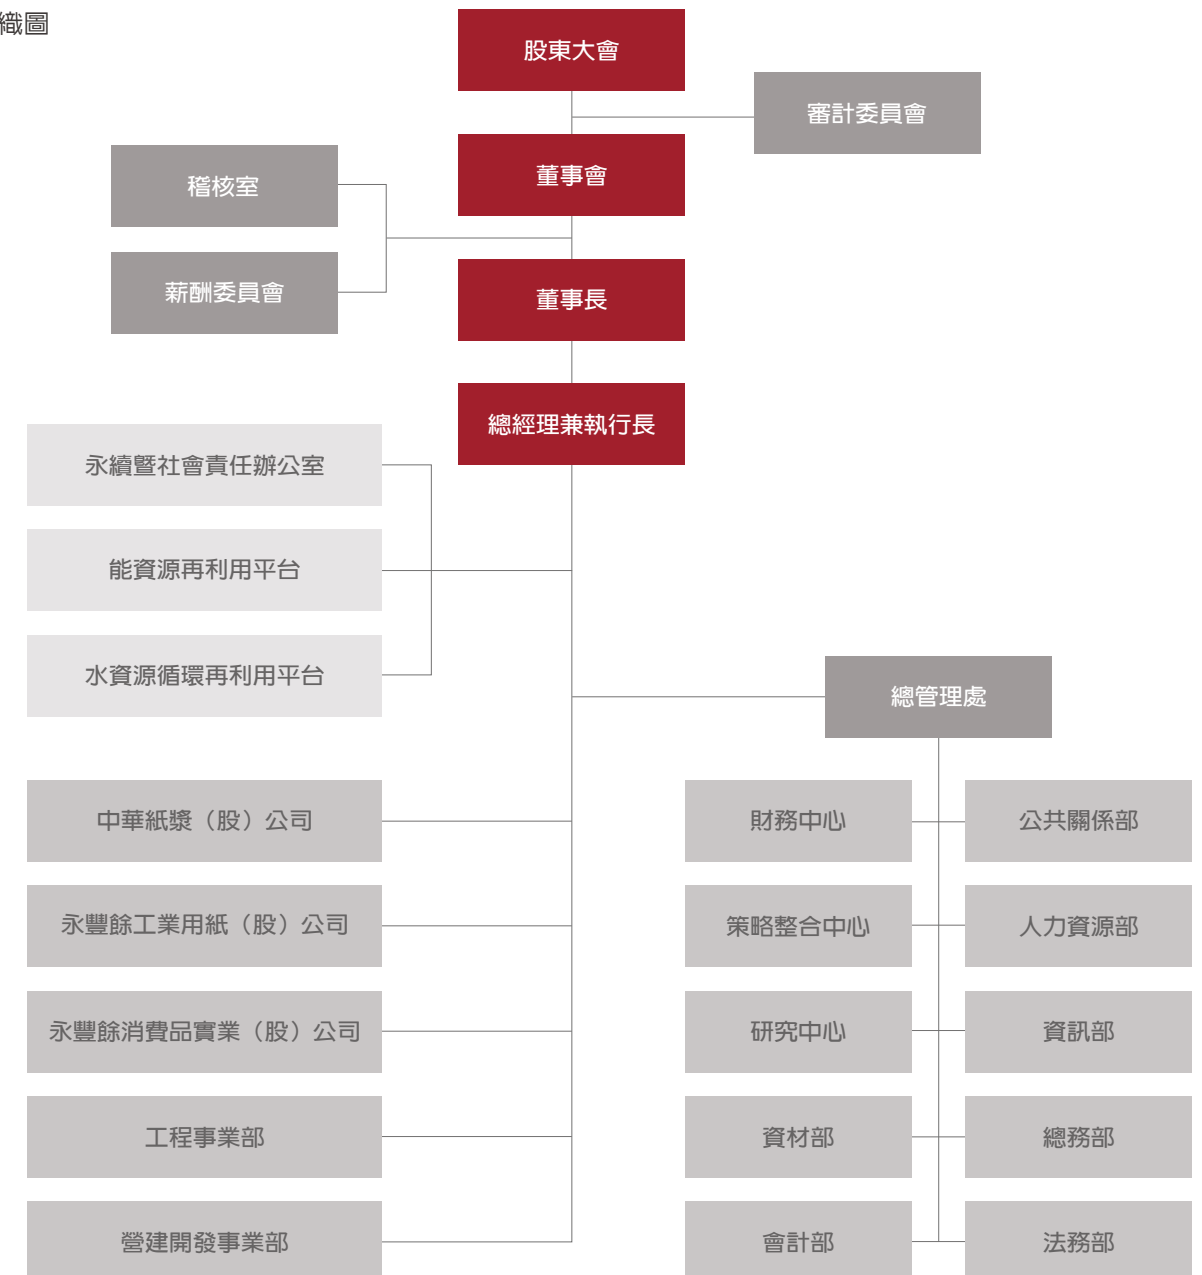 織圖
股東大會
審計委員會
董事會
稽核室
薪酬委員會
董事長
總經理兼執行長
永續暨社會責任辦公室
能資源再利用平台
水資源循環再利用平台
總管理處
中華紙漿（股）公司
永豐餘工業用紙（股）公司
永豐餘消費品實業（股）公司
工程事業部
營建開發事業部
財務中心
公共關係部
策略整合中心
人力資源部
研究中心
資訊部
資材部
總務部
會計部
法務部